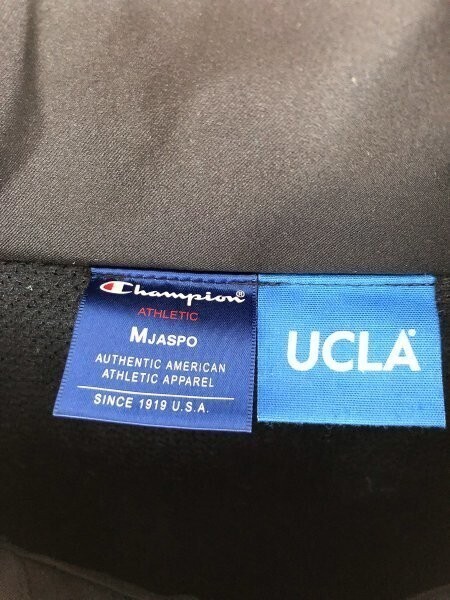 Champion®
ATHLETIC
MJASPO
AUTHENTIC AMERICAN
ATHLETIC APPAREL
SINCE 1919 U.S.A.
UCLA